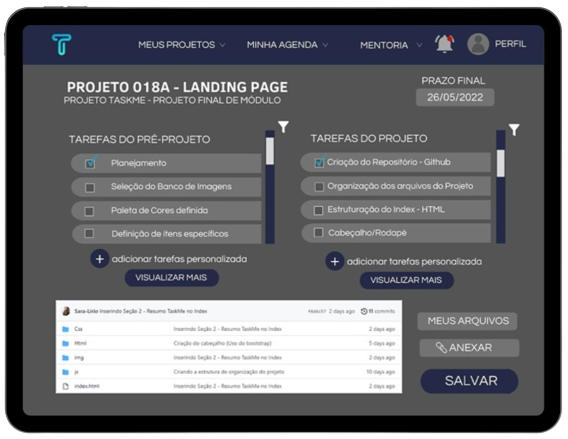 MEUS PROJETOS
MINHA AGENDA
MENTORIA
PERFIL
PROJETO 018A - LANDING PAGE
PROJETO TASKME - PROJETO FINAL DE MÓDULO
PRAZO FINAL
26/05/2022
TAREFAS DO PRÉ-PROJETO
Planejamento
Seleção do Banco de Imagens
Paleta de Cores definida
Definição de ítens específicos
adicionar tarefas personalizada
VISUALIZAR MAIS
TAREFAS DO PROJETO
Criação do Repositório - Github
Organização dos arquivos do Projeto
Estruturação do Index - HTML
Cabeçalho/Rodapé
adicionar tarefas personalizada
VISUALIZAR MAIS
Inserindo Seção 2 - Resumo TaskMe no Index 2 days ago 11 commits
Css Inserindo Seção 2 - Resumo TaskMe no Index 2 days ago
Html Criação do cabeçalho (Uso do bootstrap) 5 days ago
img Inserindo Seção 2 - Resumo TaskMe no Index 2 days ago
js Criando a estrutura de organização do projeto 10 days ago
index.html Inserindo Seção 2 - Resumo TaskMe no Index 2 days ago
MEUS ARQUIVOS
ANEXAR
SALVAR